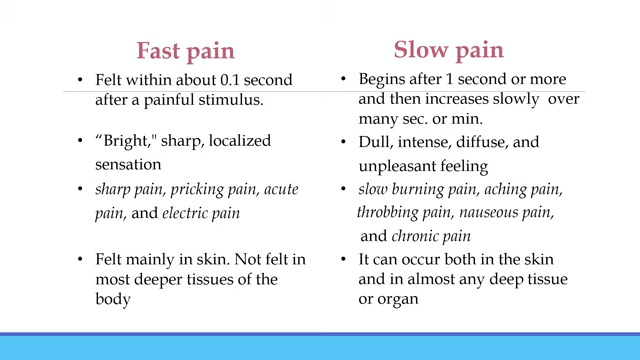 Fast pain
• Felt within about 0.1 second
after a painful stimulus.
• “Bright," sharp, localized
sensation
• sharp pain, pricking pain, acute
pain, and electric pain
• Felt mainly in skin. Not felt in
most deeper tissues of the
body
Slow pain
• Begins after 1 second or more
and then increases slowly over
many sec. or min.
• Dull, intense, diffuse, and
unpleasant feeling
• slow burning pain, aching pain,
throbbing pain, nauseous pain,
and chronic pain
• It can occur both in the skin
and in almost any deep tissue
or organ